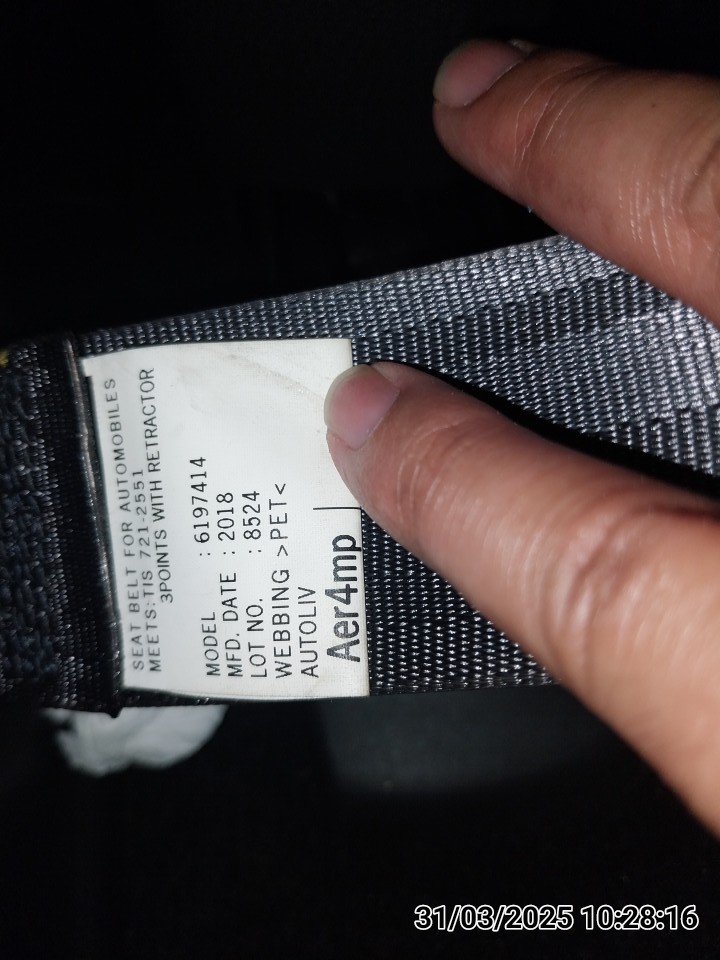 SEAT BELT FOR AUTOMOBILES
MEETS:TIS 721-2551
3POINTS WITH RETRACTOR
MODEL : 6197414
MFD. DATE : 2018
LOT NO. : 8524
WEBBING >PET<
AUTOLIV
Aer4mp
31/03/2025 10:28:16